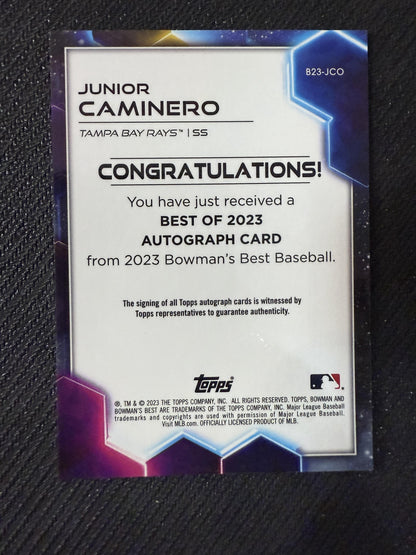 B23-JCO
JUNIOR
CAMINERO
TAMPA BAY RAYS™ | SS
CONGRATULATIONS!
You have just received a
BEST OF 2023
AUTOGRAPH CARD
from 2023 Bowman's Best Baseball.
The signing of all Topps autograph cards is witnessed by
Topps representatives to guarantee authenticity.
Topps
®, TM & © 2023 THE TOPPS COMPANY, INC. ALL RIGHTS RESERVED. TOPPS, BOWMAN AND
BOWMAN'S BEST ARE TRADEMARKS OF THE TOPPS COMPANY, INC. Major League Baseball
trademarks and copyrights are used with permission of Major League Baseball
Visit MLB.com. OFFICIALLY LICENSED PRODUCT OF MLB.